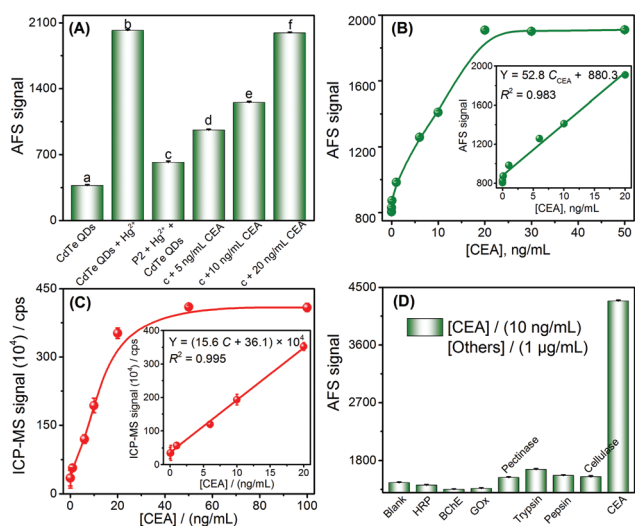 (A)
AFS signal
2100
1400
700
0
a
b
c
d
e
f
CdTe QDs
CdTe QDs + Hg²⁺
P2 + Hg²⁺ +
CdTe QDs
c + 5 ng/mL CEA
c +10 ng/mL CEA
c + 20 ng/mL CEA
(B)
AFS signal
2000
1600
1200
800
0 10 20 30 40 50
[CEA], ng/mL
Y = 52.8 C_CEA + 880.3
R² = 0.983
AFS signal
2000
1600
1200
800
0 5 10 15 20
[CEA], ng/mL
(C)
ICP-MS signal (10⁴) / cps
450
300
150
0
0 20 40 60 80 100
[CEA] / (ng/mL)
Y = (15.6 C + 36.1) × 10⁴
R² = 0.995
ICP-MS signal (10⁴) / cps
400
300
200
100
0
0 5 10 15 20
[CEA] / (ng/mL)
(D)
AFS signal
4500
3600
2700
1800
[CEA] / (10 ng/mL)
[Others] / (1 μg/mL)
Blank
HRP
BChE
GOx
Pectinase
Trypsin
Pepsin
Cellulase
CEA